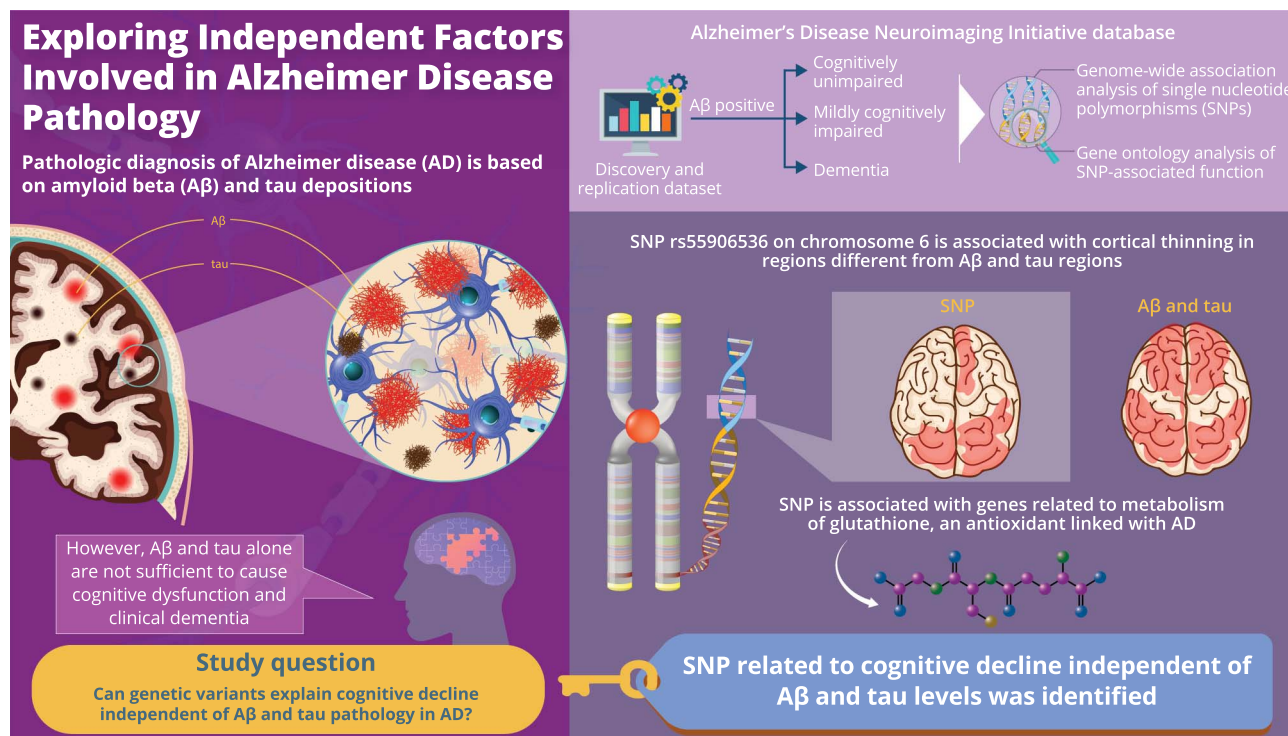 Exploring Independent Factors
Involved in Alzheimer Disease
Pathology
Pathologic diagnosis of Alzheimer disease (AD) is based
on amyloid beta (Aβ) and tau depositions
Aβ
tau
However, Aβ and tau alone
are not sufficient to cause
cognitive dysfunction and
clinical dementia
Study question
Can genetic variants explain cognitive decline
independent of Aβ and tau pathology in AD?
Alzheimer's Disease Neuroimaging Initiative database
Discovery and
replication dataset
Aβ positive
Cognitively
unimpaired
Mildly cognitively
impaired
Dementia
Genome-wide association
analysis of single nucleotide
polymorphisms (SNPs)
Gene ontology analysis of
SNP-associated function
SNP rs55906536 on chromosome 6 is associated with cortical thinning in
regions different from Aβ and tau regions
SNP
Aβ and tau
SNP is associated with genes related to metabolism
of glutathione, an antioxidant linked with AD
SNP related to cognitive decline independent of
Aβ and tau levels was identified